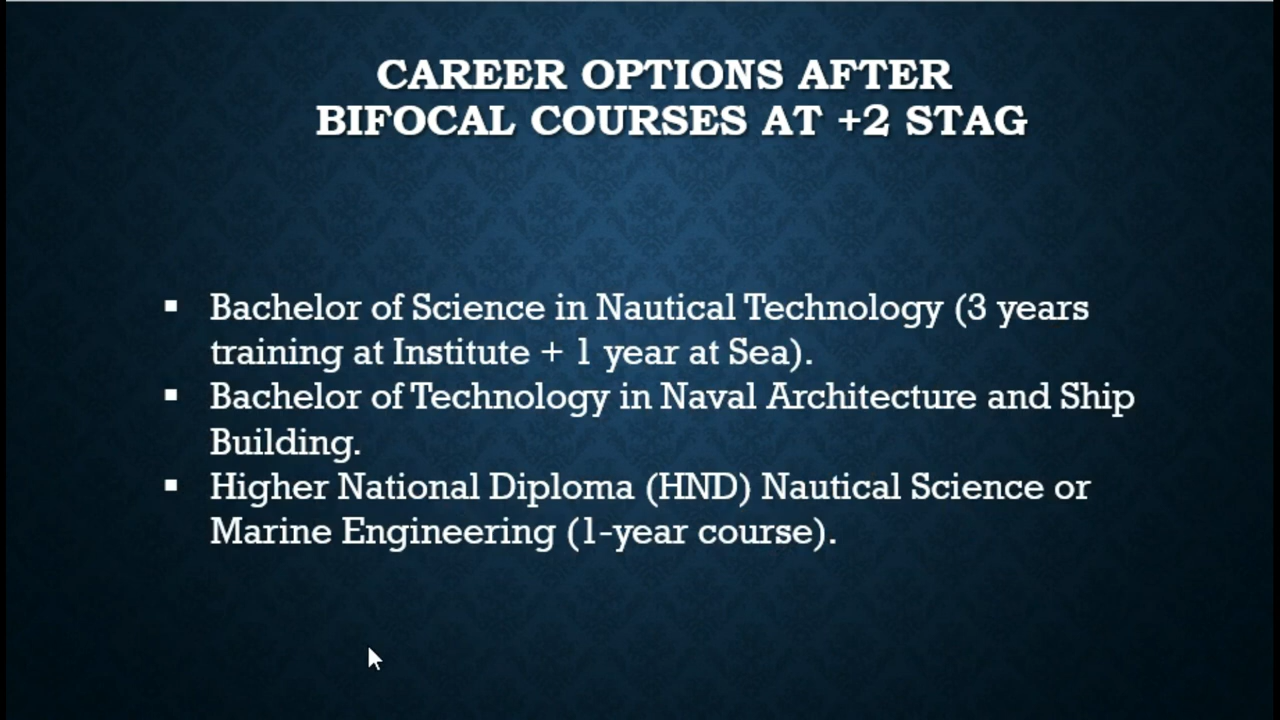 CAREER OPTIONS AFTER
BIFOCAL COURSES AT +2 STAG
▪ Bachelor of Science in Nautical Technology (3 years
training at Institute + 1 year at Sea).
▪ Bachelor of Technology in Naval Architecture and Ship
Building.
▪ Higher National Diploma (HND) Nautical Science or
Marine Engineering (1-year course).